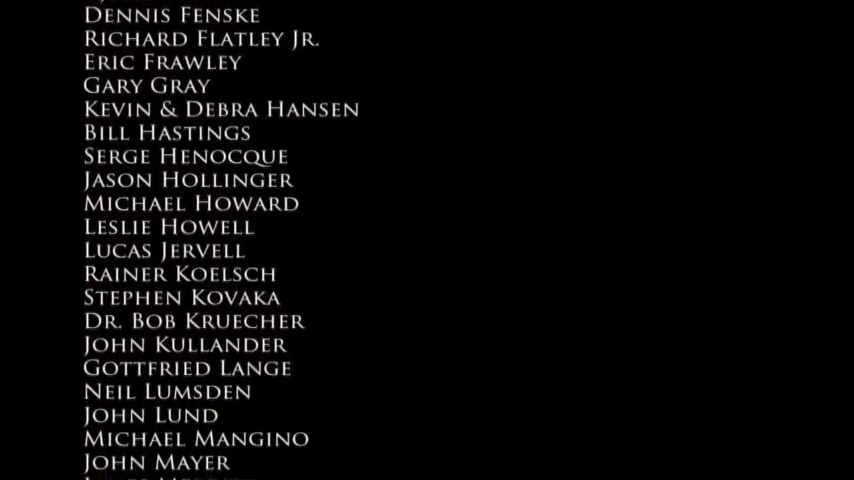 DENNIS FENSKE
RICHARD FLATLEY JR.
ERIC FRAWLEY
GARY GRAY
KEVIN & DEBRA HANSEN
BILL HASTINGS
SERGE HENOCQUE
JASON HOLLINGER
MICHAEL HOWARD
LESLIE HOWELL
LUCAS JERVELL
RAINER KOELSCH
STEPHEN KOVAKA
DR. BOB KRUECHER
JOHN KULLANDER
GOTTFRIED LANGE
NEIL LUMSDEN
JOHN LUND
MICHAEL MANGINO
JOHN MAYER